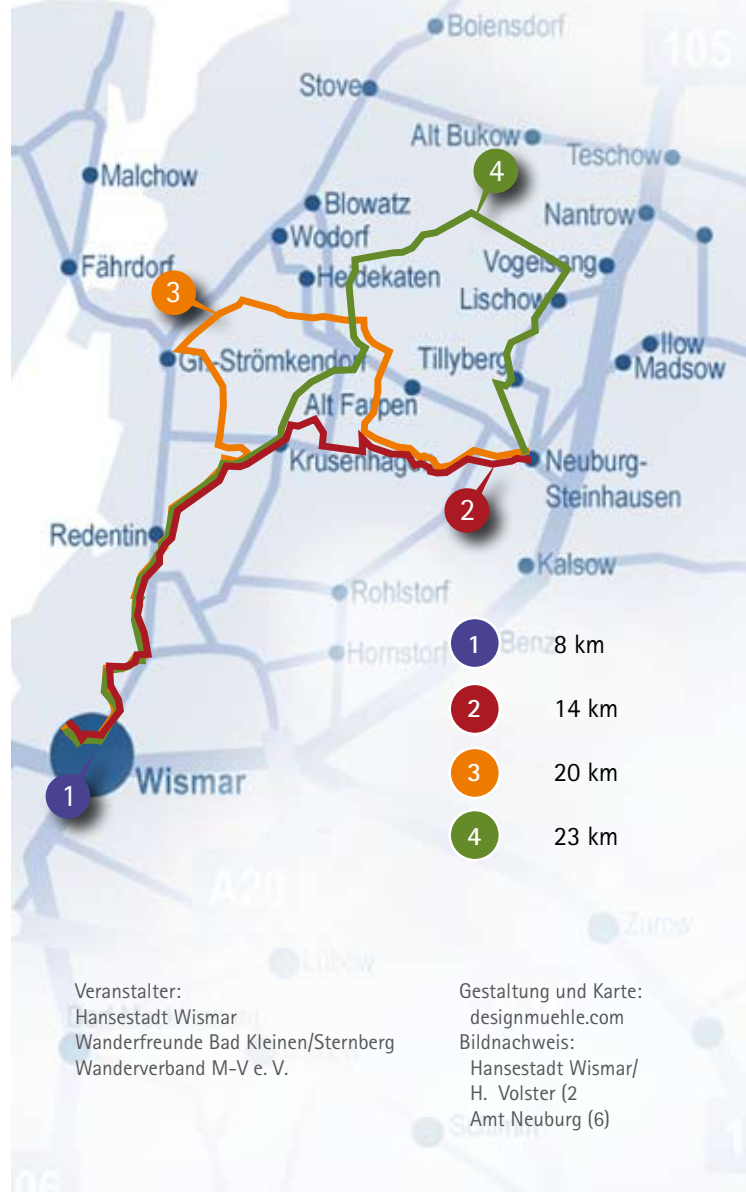 Boiensdorf
105
Stove
Alt Bukow
Teschow
4
Malchow
Blowatz
Nantrow
Wodorf
Fährdorf
Heidekaten
Vogelsang
3
Lischow
Ilow
Gr.-Strömkendorf
Tillyberg
Madsow
Alt Farpen
Krusenhagen
Neuburg-
Steinhausen
2
Redentin
Kalsow
Rohlstorf
Hornstorf
Benz
1 8 km
2 14 km
3 20 km
4 23 km
Wismar
1
A20
Zurow
Lübow
Veranstalter:
Hansestadt Wismar
Wanderfreunde Bad Kleinen/Sternberg
Wanderverband M-V e. V.
Gestaltung und Karte:
designmuehle.com
Bildnachweis:
Hansestadt Wismar/
H. Volster (2
Amt Neuburg (6)